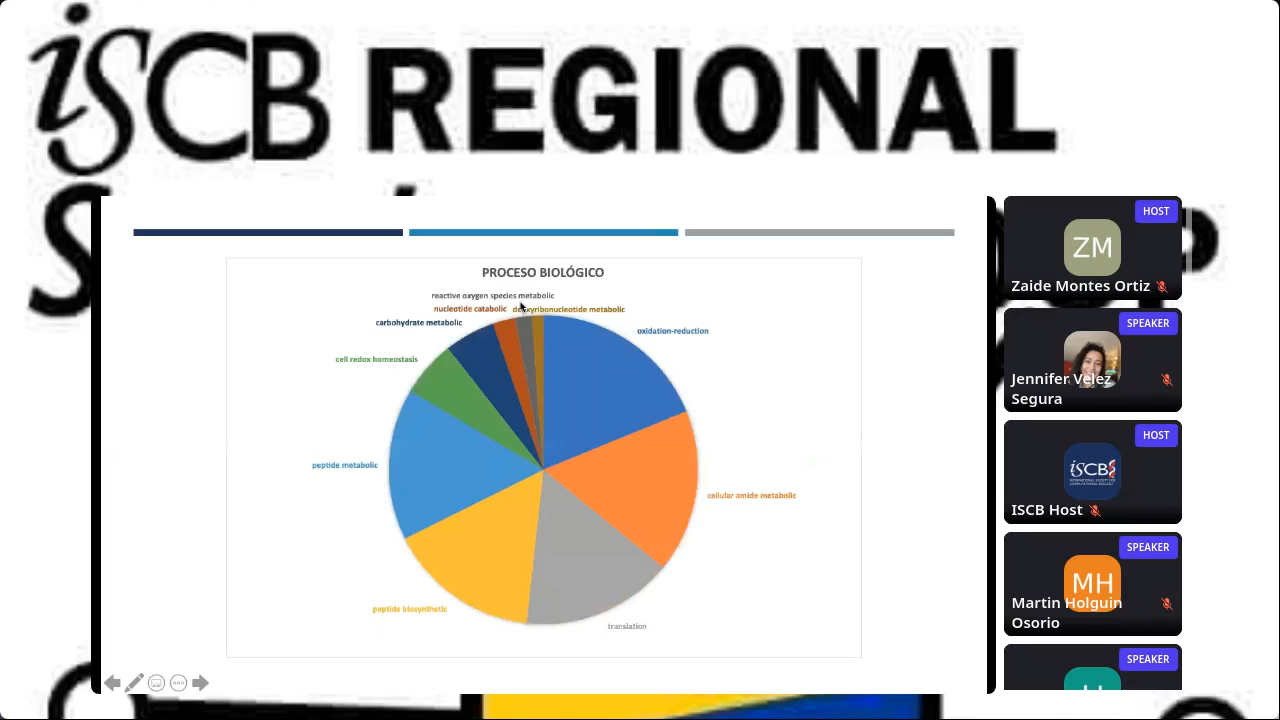 iSCB REGIONAL
PROCESO BIOLÓGICO
reactive oxygen species metabolic
nucleotide catabolic
deoxyribonucleotide metabolic
carbohydrate metabolic
oxidation-reduction
cell redox homeostasis
peptide metabolic
cellular amide metabolic
peptide biosynthetic
translation
HOST
ZM
Zaide Montes Ortiz
SPEAKER
Jennifer Velez
Segura
HOST
iSCB
ISCB Host
SPEAKER
MH
Martin Holguin
Osorio
SPEAKER